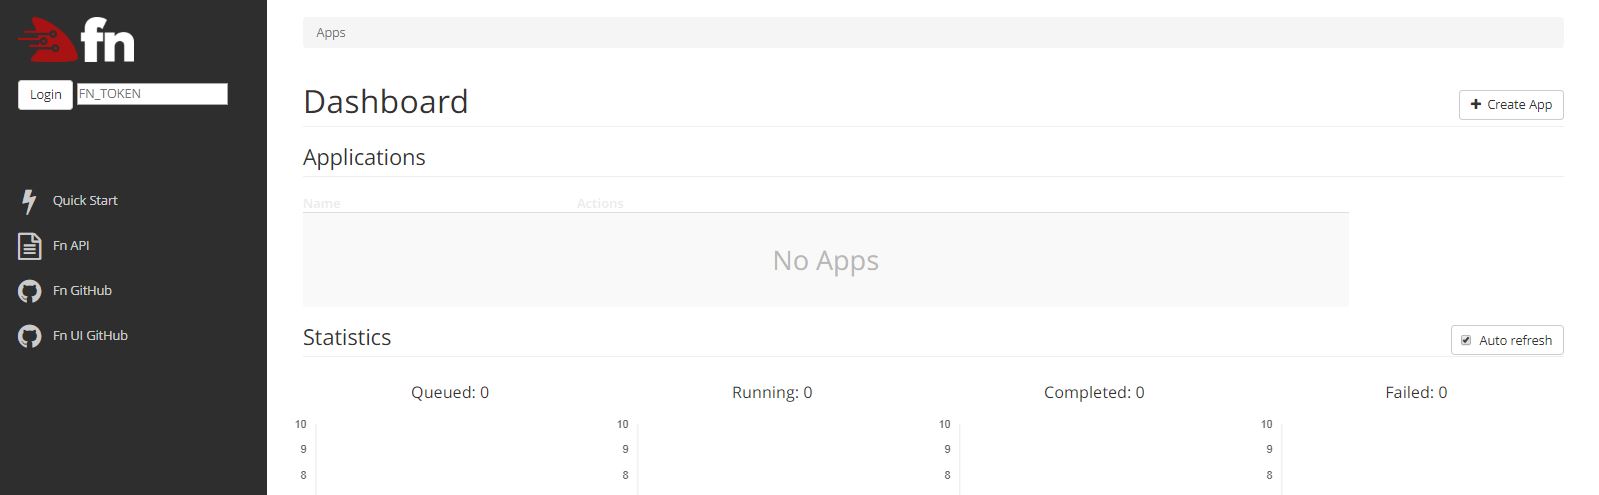 fn
Login FN_TOKEN
Quick Start
Fn API
Fn GitHub
Fn UI GitHub
Apps
Dashboard
+ Create App
Applications
Name Actions
No Apps
Statistics
Auto refresh
Queued: 0 Running: 0 Completed: 0 Failed: 0
10 10 10 10
9 9 9 9
8 8 8 8